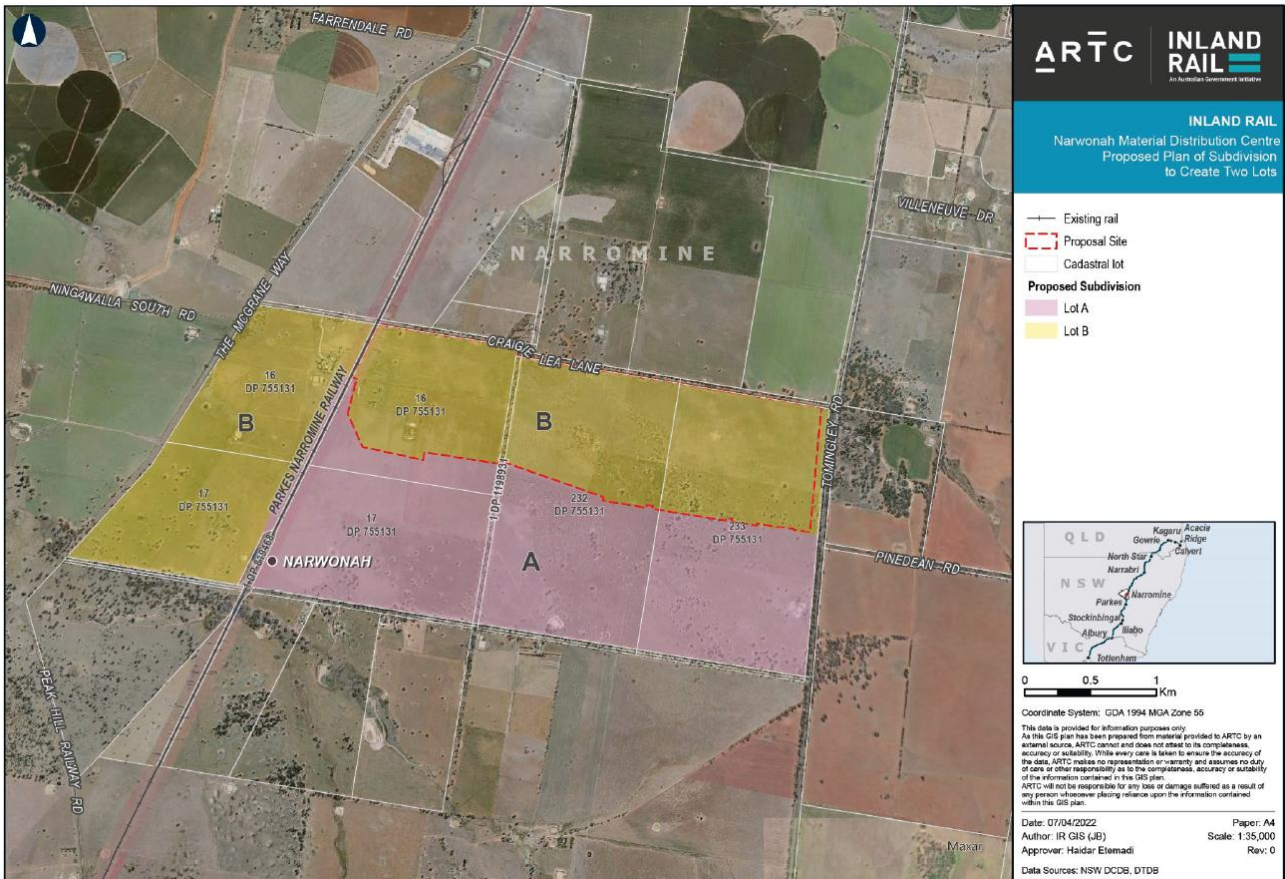 FARRENDALE RD
VILLENEUVE DR
NARROMINE
THE MCGRANE WAY
NINGAWALLA SOUTH RD
CRAIGIE LEA LANE
16
DP 755131
B
PARKES NARROMINE RAILWAY
16
DP 755131
B
TOMINGLEY RD
17
DP 755131
1 DP 1198931
232
DP 755131
233
DP 755131
17
DP 755131
A
NARWONAH
PINEDEAN RD
PEAK HILL RAILWAY RD
Maxar
ARTC
INLAND
RAIL
An Australian Government Initiative
INLAND RAIL
Narwonah Material Distribution Centre
Proposed Plan of Subdivision
to Create Two Lots
Existing rail
Proposal Site
Cadastral lot
Proposed Subdivision
Lot A
Lot B
QLD
Kagaru
Acacia
Ridge
Gowrie
Calvert
North Star
Narrabri
NSW
Narromine
Parkes
Stockinbingal
Illabo
Albury
VIC
Tottenham
0 0.5 1
Km
Coordinate System: GDA 1994 MGA Zone 55
This data is provided for information purposes only.
As this GIS plan has been prepared from material provided to ARTC by an
external source, ARTC cannot and does not attest to its completeness,
accuracy or suitability. While every care is taken to ensure the accuracy of
the data, ARTC makes no representation or warranty and assumes no duty
of care or other responsibility as to the completeness, accuracy or suitability
of the information contained in this GIS plan.
ARTC will not be responsible for any loss or damage suffered as a result of
any person whosoever placing reliance upon the information contained
within this GIS plan.
Date: 07/04/2022
Paper: A4
Author: IR GIS (JB)
Scale: 1:35,000
Approver: Haidar Etemadi
Rev: 0
Data Sources: NSW DCDB, DTDB